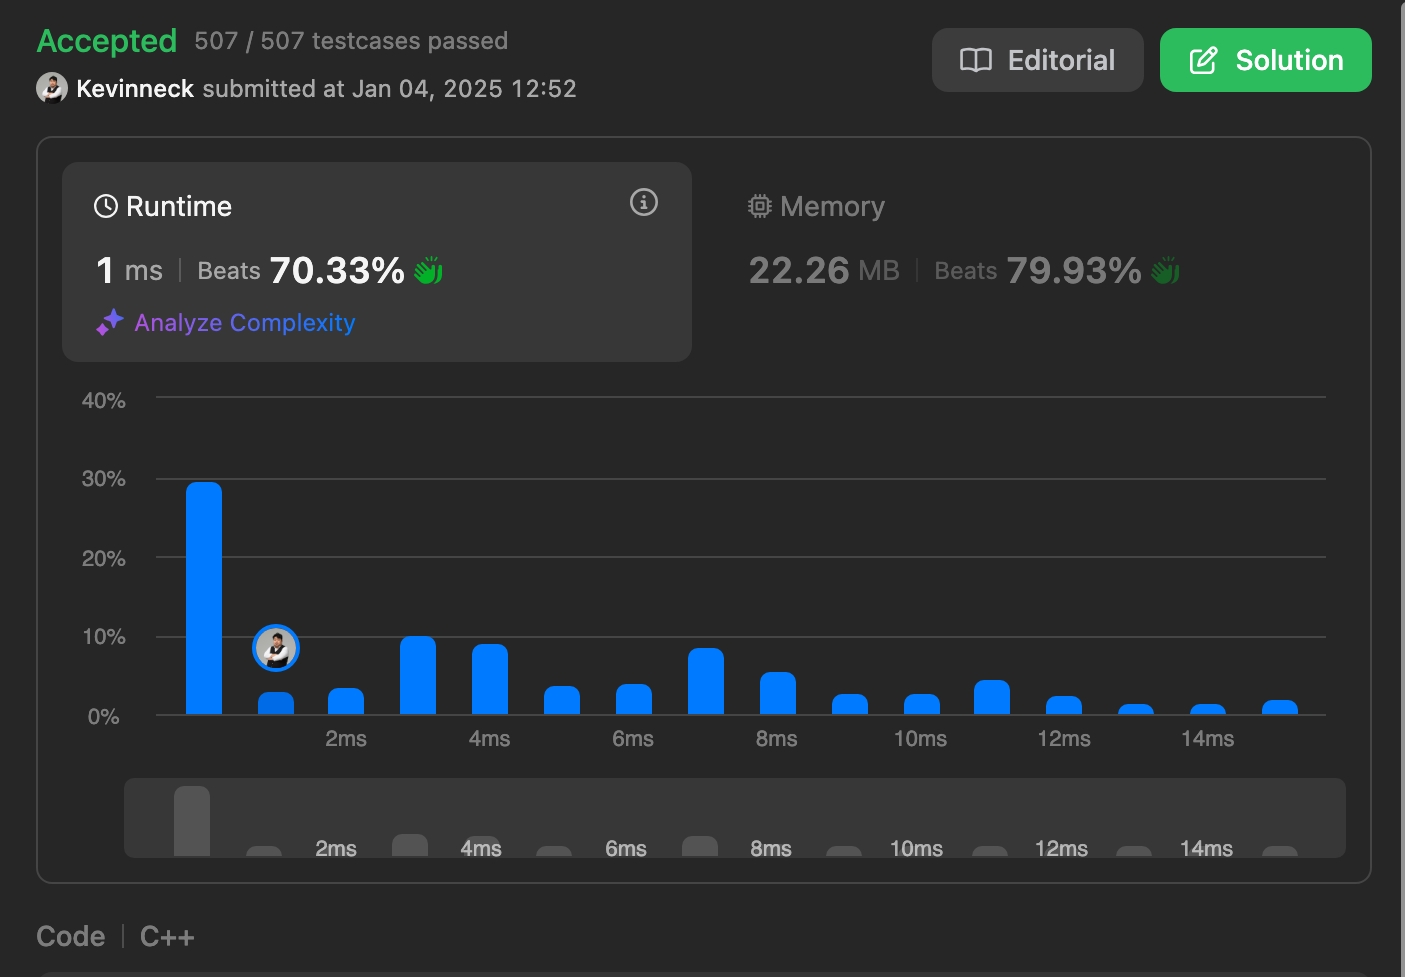 Accepted 507 / 507 testcases passed
Kevinneck submitted at Jan 04, 2025 12:52
Editorial
Solution
Runtime
1 ms | Beats 70.33%
Analyze Complexity
Memory
22.26 MB | Beats 79.93%
40%
30%
20%
10%
0%
2ms 4ms 6ms 8ms 10ms 12ms 14ms
2ms 4ms 6ms 8ms 10ms 12ms 14ms
Code | C++